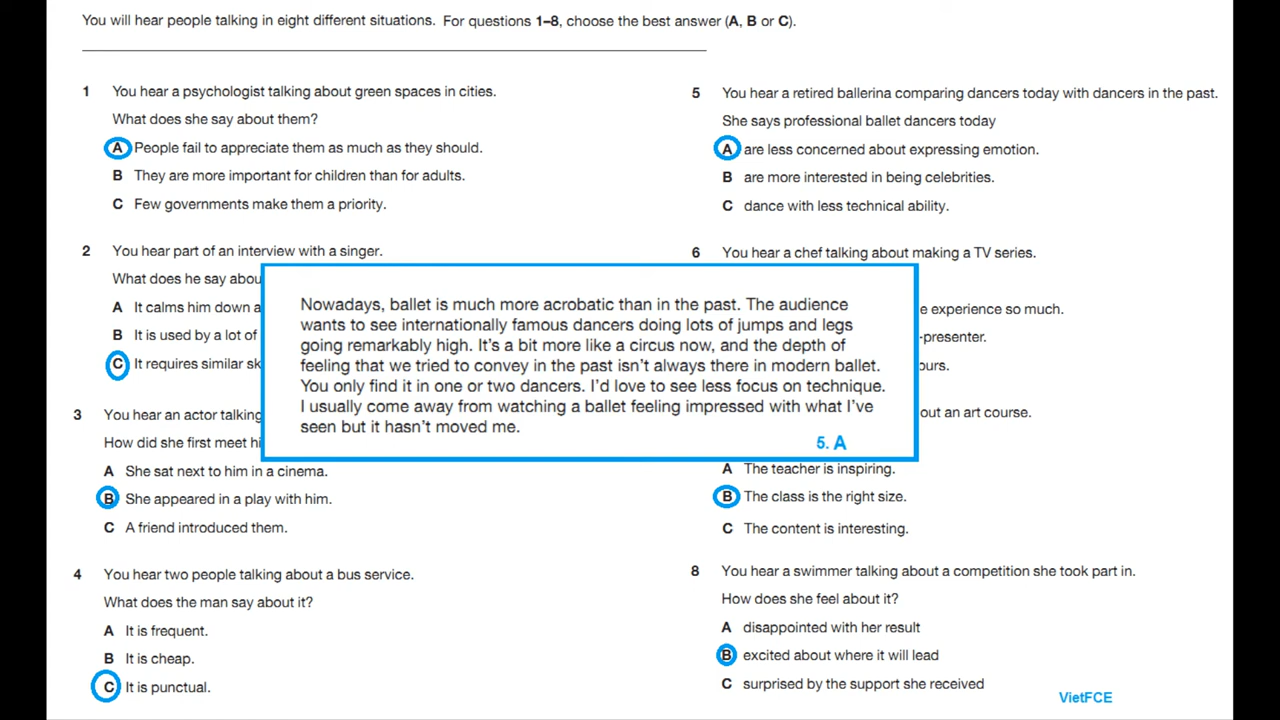 You will hear people talking in eight different situations. For questions 1–8, choose the best answer (A, B or C).
1 You hear a psychologist talking about green spaces in cities.
What does she say about them?
A People fail to appreciate them as much as they should.
B They are more important for children than for adults.
C Few governments make them a priority.
2 You hear part of an interview with a singer.
What does he say abou
A It calms him down a
B It is used by a lot of
C It requires similar sk
3 You hear an actor talking
How did she first meet hi
A She sat next to him in a cinema.
B She appeared in a play with him.
C A friend introduced them.
4 You hear two people talking about a bus service.
What does the man say about it?
A It is frequent.
B It is cheap.
C It is punctual.
Nowadays, ballet is much more acrobatic than in the past. The audience
wants to see internationally famous dancers doing lots of jumps and legs
going remarkably high. It's a bit more like a circus now, and the depth of
feeling that we tried to convey in the past isn't always there in modern ballet.
You only find it in one or two dancers. I'd love to see less focus on technique.
I usually come away from watching a ballet feeling impressed with what I've
seen but it hasn't moved me.
5. A
5 You hear a retired ballerina comparing dancers today with dancers in the past.
She says professional ballet dancers today
A are less concerned about expressing emotion.
B are more interested in being celebrities.
C dance with less technical ability.
6 You hear a chef talking about making a TV series.
e experience so much.
-presenter.
ours.
out an art course.
A The teacher is inspiring.
B The class is the right size.
C The content is interesting.
8 You hear a swimmer talking about a competition she took part in.
How does she feel about it?
A disappointed with her result
B excited about where it will lead
C surprised by the support she received
VietFCE